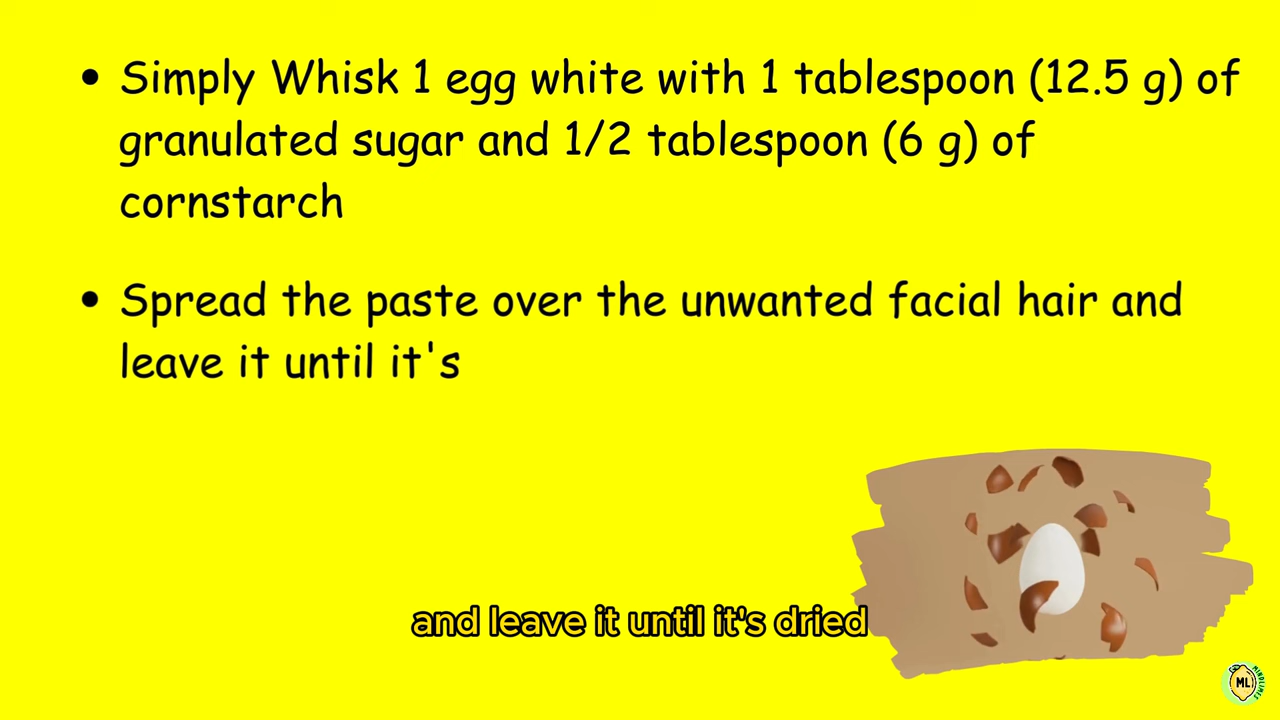 • Simply Whisk 1 egg white with 1 tablespoon (12.5 g) of
granulated sugar and 1/2 tablespoon (6 g) of
cornstarch
• Spread the paste over the unwanted facial hair and
leave it until it's
and leave it until it's dried
ML
MINDLIMES